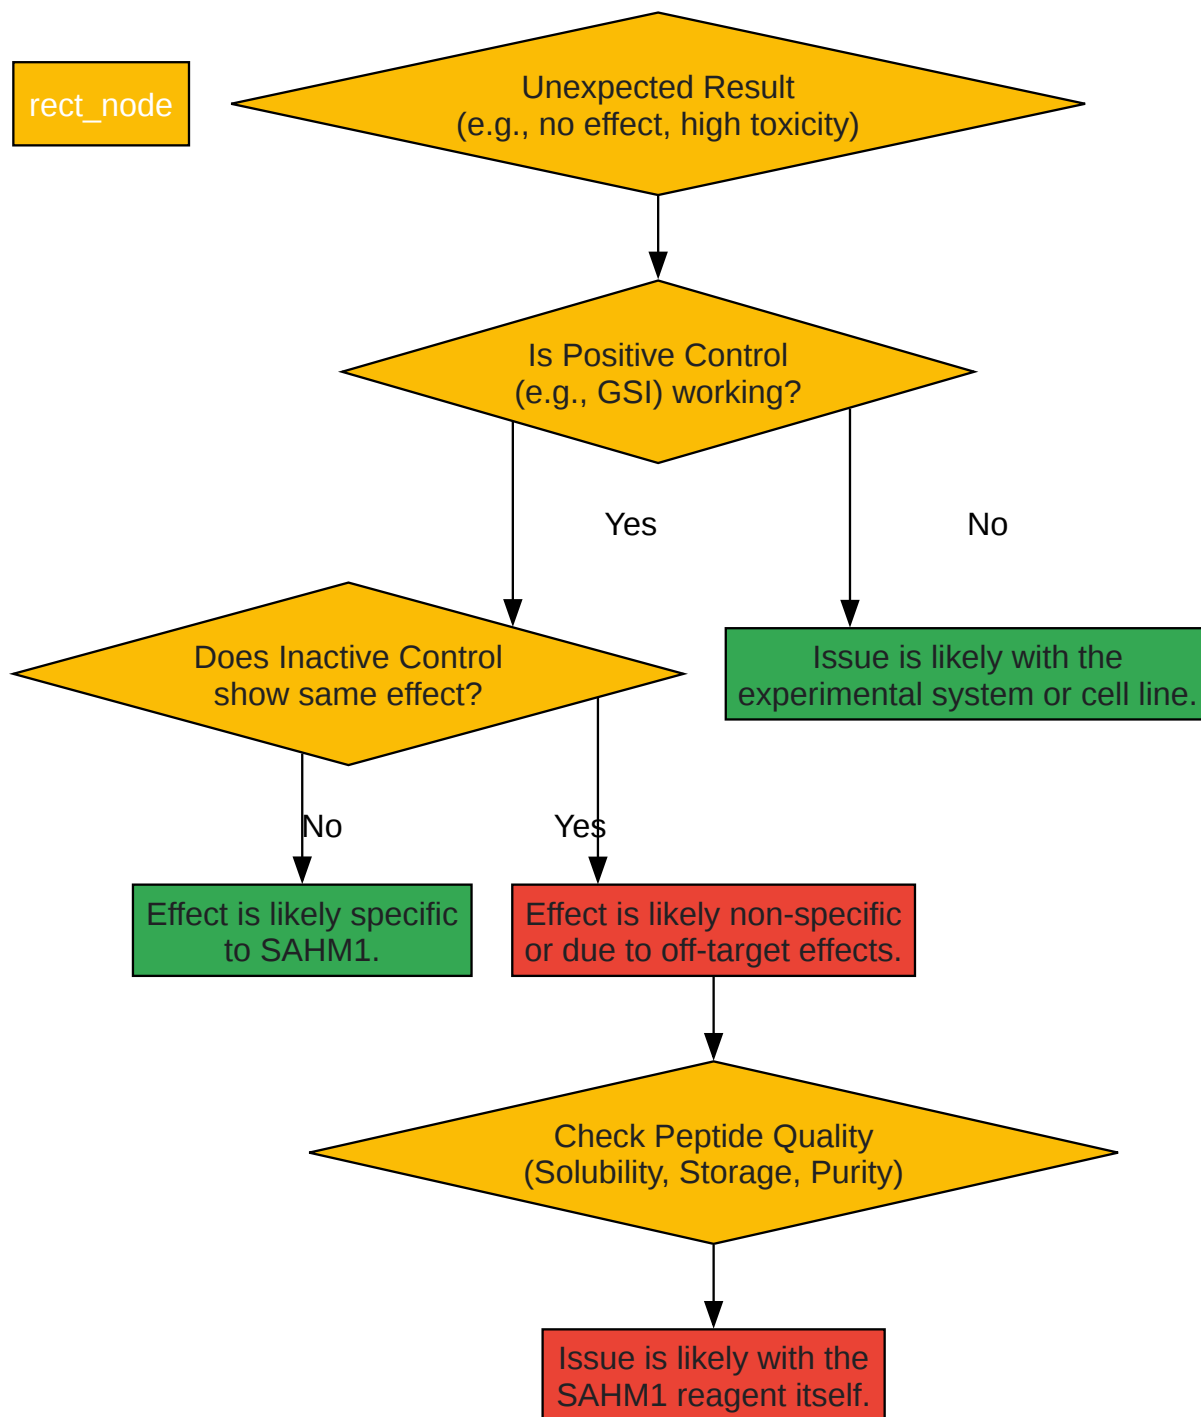 rect_node
Unexpected Result
(e.g., no effect, high toxicity)
Is Positive Control
(e.g., GSI) working?
Yes
No
Does Inactive Control
show same effect?
Issue is likely with the
experimental system or cell line.
No
Yes
Effect is likely specific
to SAHM1.
Effect is likely non-specific
or due to off-target effects.
Check Peptide Quality
(Solubility, Storage, Purity)
Issue is likely with the
SAHM1 reagent itself.